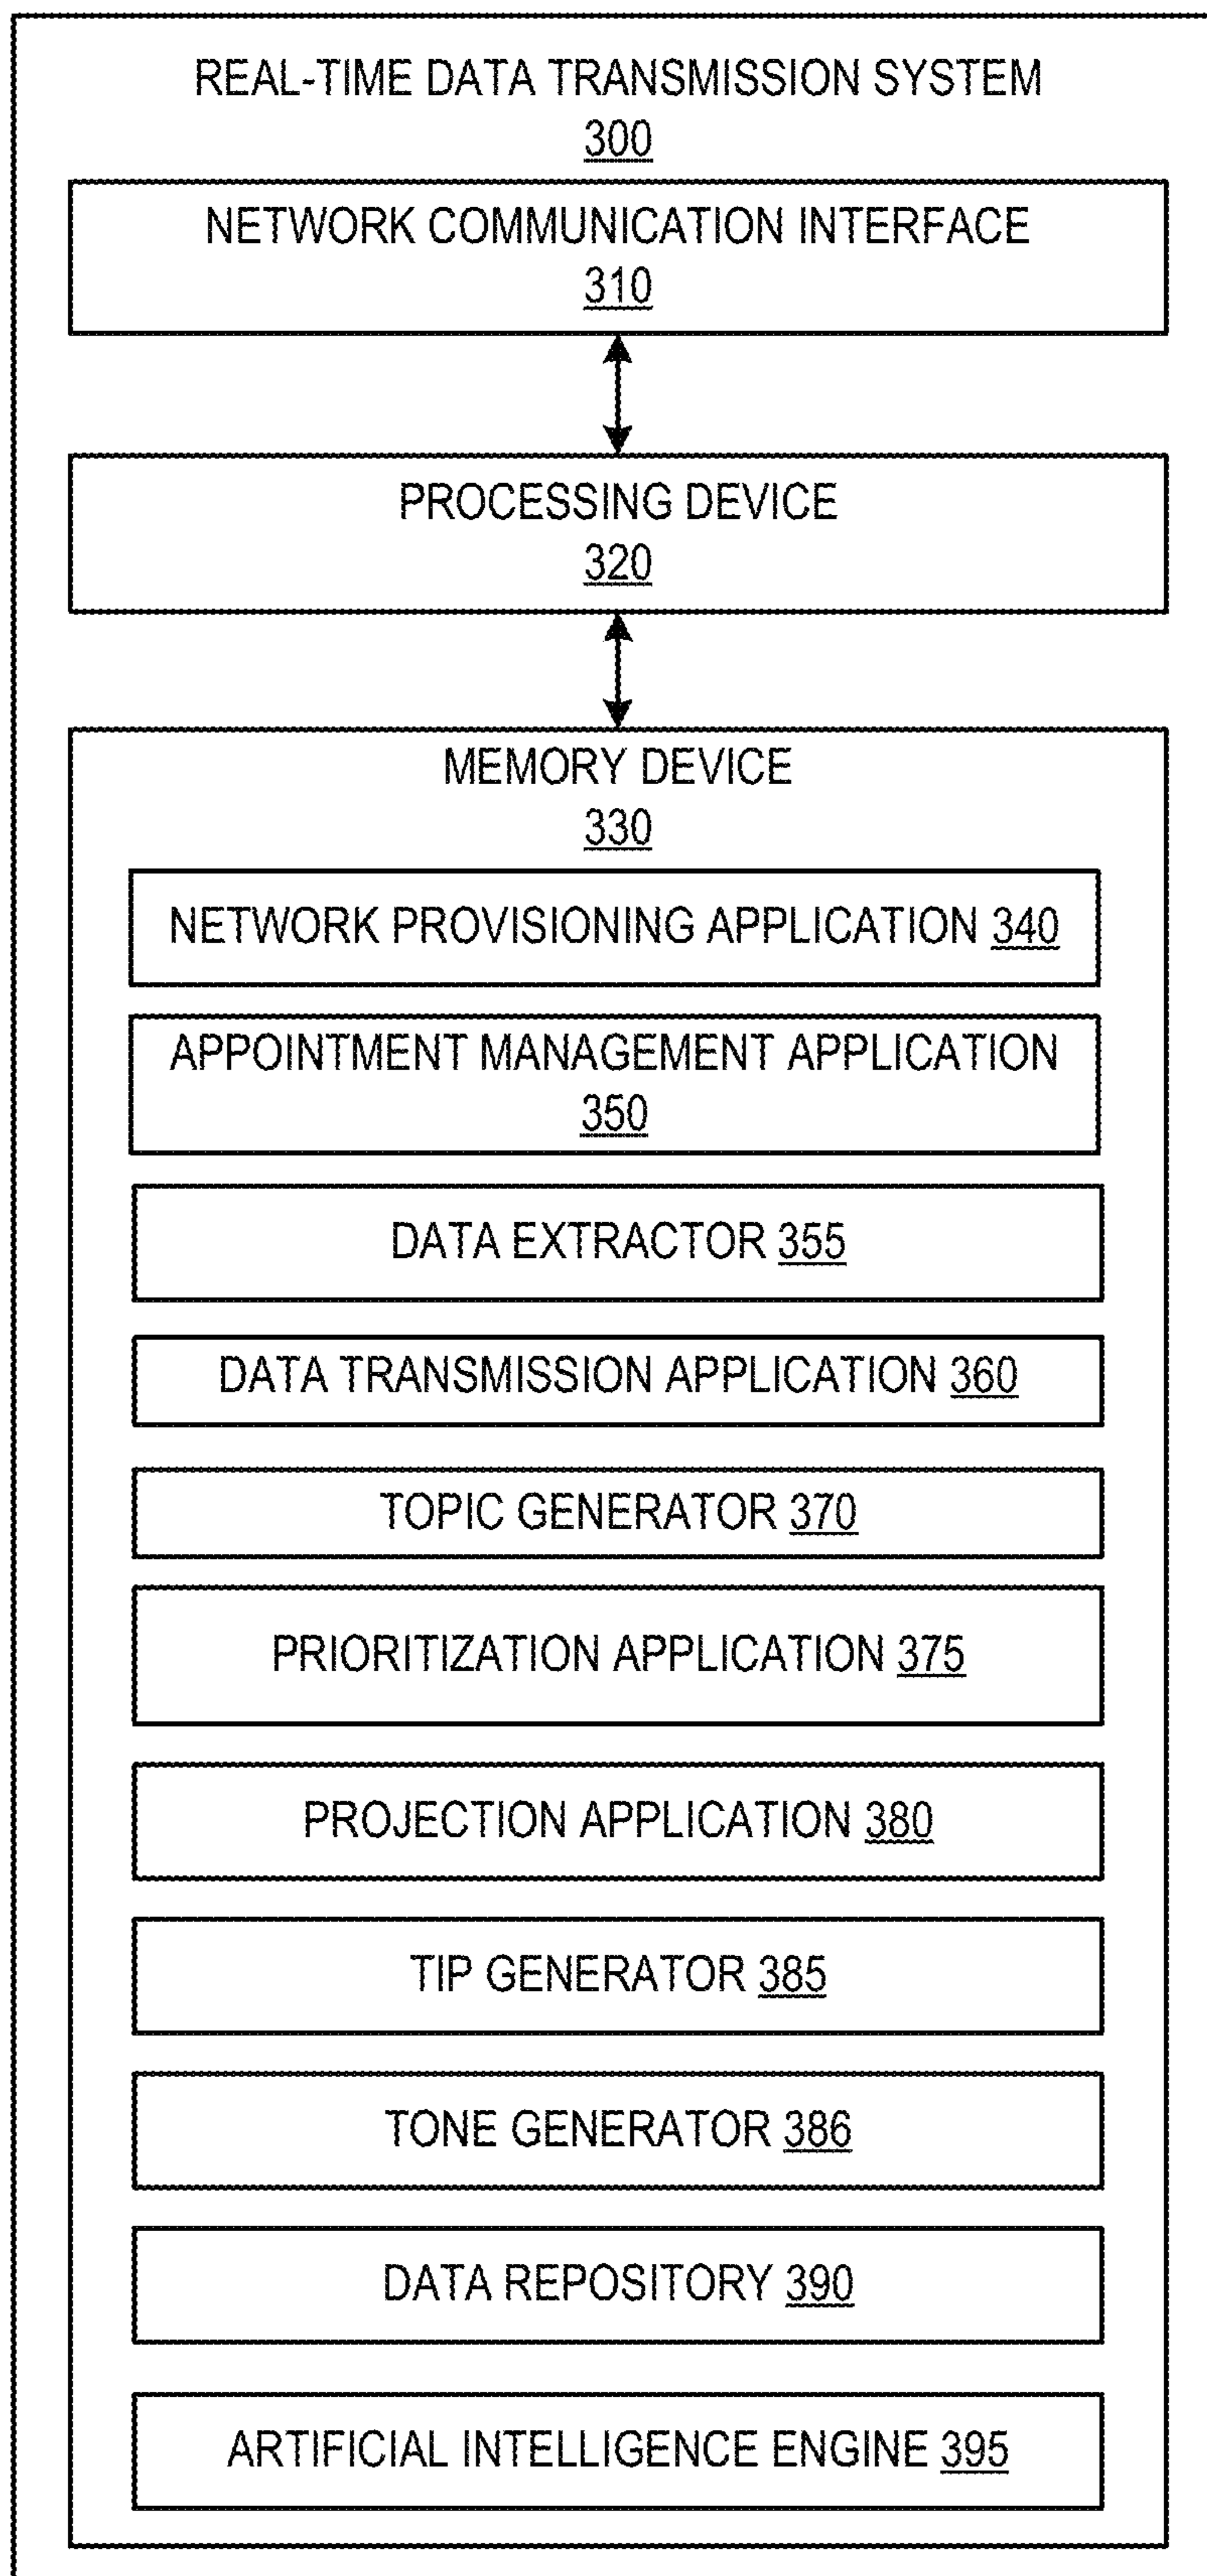 REAL-TIME DATA TRANSMISSION SYSTEM
300
NETWORK COMMUNICATION INTERFACE
310
PROCESSING DEVICE
320
MEMORY DEVICE
330
NETWORK PROVISIONING APPLICATION 340
APPOINTMENT MANAGEMENT APPLICATION
350
DATA EXTRACTOR 355
DATA TRANSMISSION APPLICATION 360
TOPIC GENERATOR 370
PRIORITIZATION APPLICATION 375
PROJECTION APPLICATION 380
TIP GENERATOR 385
TONE GENERATOR 386
DATA REPOSITORY 390
ARTIFICIAL INTELLIGENCE ENGINE 395